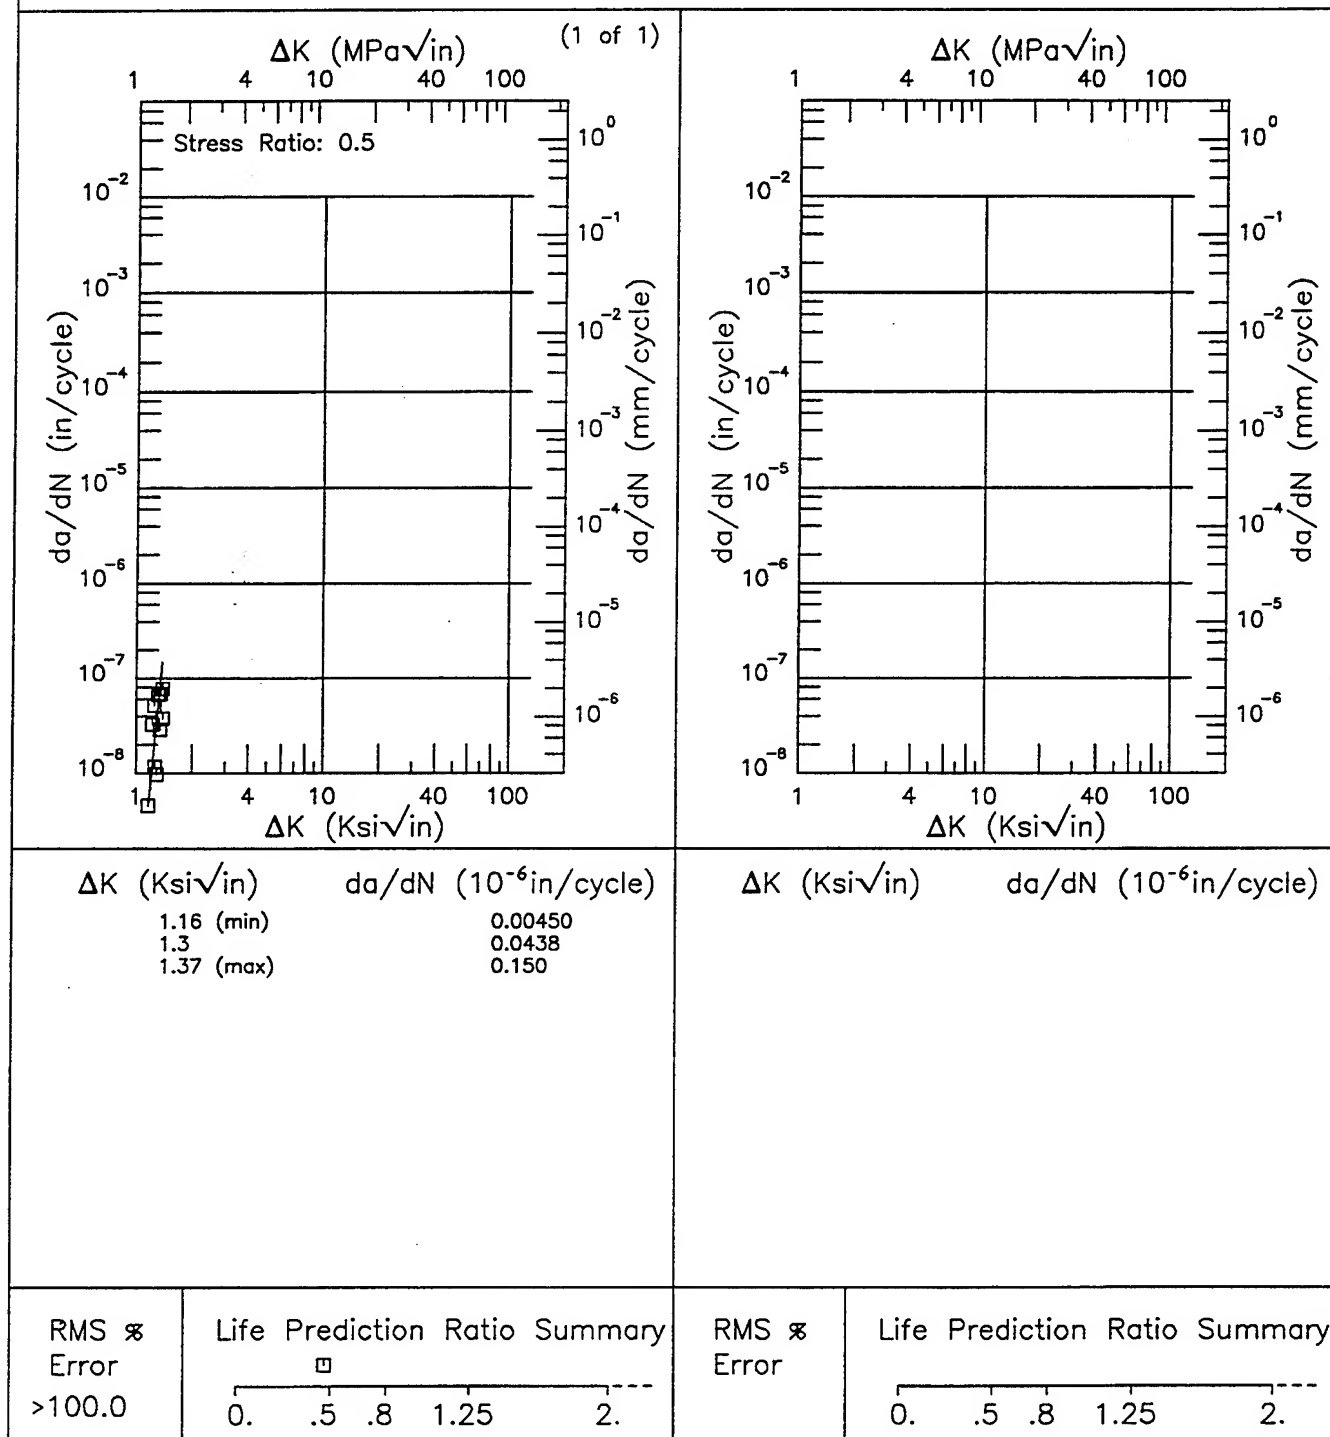 (1 of 1)
ΔK (MPa√in)
1 4 10 40 100
Stress Ratio: 0.5
da/dN (in/cycle)
10⁻²
10⁻³
10⁻⁴
10⁻⁵
10⁻⁶
10⁻⁷
10⁻⁸
da/dN (mm/cycle)
10⁰
10⁻¹
10⁻²
10⁻³
10⁻⁴
10⁻⁵
10⁻⁶
1 4 10 40 100
ΔK (Ksi√in)
ΔK (MPa√in)
1 4 10 40 100
da/dN (in/cycle)
10⁻²
10⁻³
10⁻⁴
10⁻⁵
10⁻⁶
10⁻⁷
10⁻⁸
da/dN (mm/cycle)
10⁰
10⁻¹
10⁻²
10⁻³
10⁻⁴
10⁻⁵
10⁻⁶
1 4 10 40 100
ΔK (Ksi√in)
ΔK (Ksi√in) da/dN (10⁻⁶in/cycle)
1.16 (min) 0.00450
1.3 0.0438
1.37 (max) 0.150
ΔK (Ksi√in) da/dN (10⁻⁶in/cycle)
RMS %
Error
>100.0
Life Prediction Ratio Summary
0. .5 .8 1.25 2.
RMS %
Error
Life Prediction Ratio Summary
0. .5 .8 1.25 2.